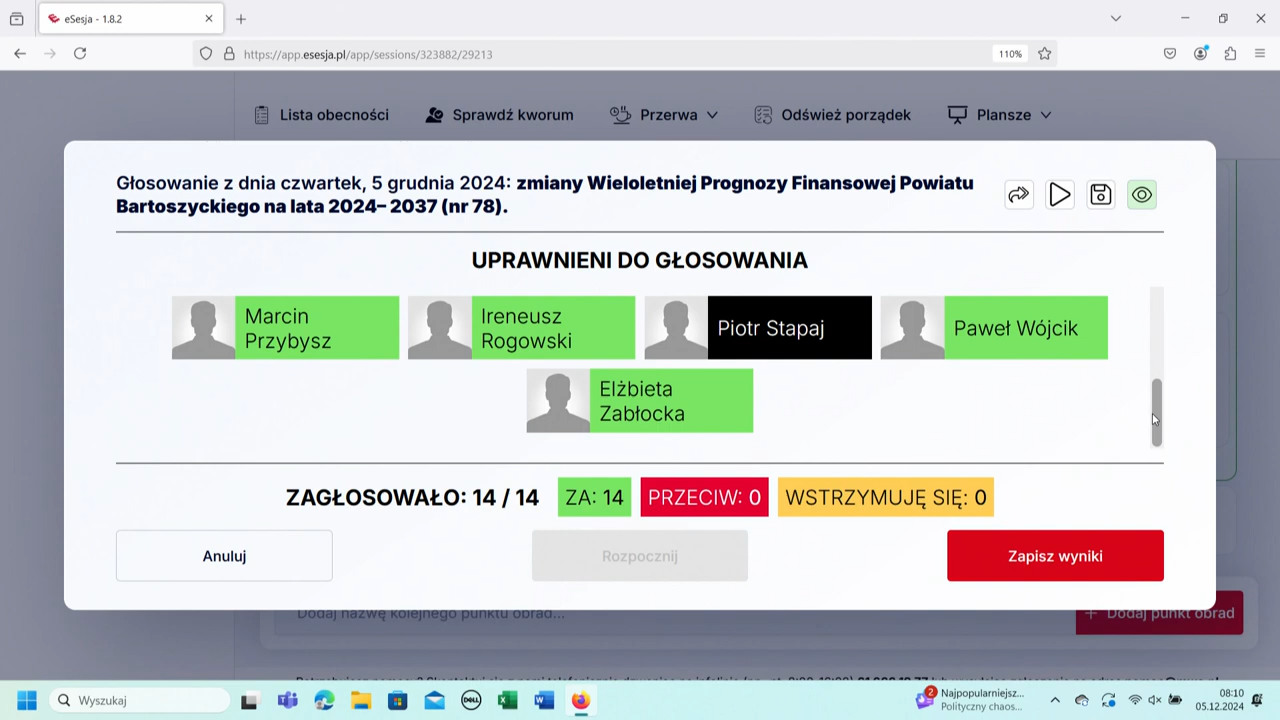 eSesja - 1.8.2
https://app.esesja.pl/app/sessions/323882/29213
110%
Lista obecności
Sprawdź kworum
Przerwa
Odśwież porządek
Plansze
Głosowanie z dnia czwartek, 5 grudnia 2024: zmiany Wieloletniej Prognozy Finansowej Powiatu
Bartoszyckiego na lata 2024– 2037 (nr 78).
UPRAWNIENI DO GŁOSOWANIA
Marcin
Przybysz
Ireneusz
Rogowski
Piotr Stapaj
Paweł Wójcik
Elżbieta
Zabłocka
ZAGŁOSOWAŁO: 14 / 14
ZA: 14
PRZECIW: 0
WSTRZYMUJĘ SIĘ: 0
Anuluj
Rozpocznij
Zapisz wyniki
Dodaj nazwę kolejnego punktu obrad...
+ Dodaj punkt obrad
Wyszukaj
DELL
2
Najpopularniejsz...
Polityczny chaos...
08:10
05.12.2024